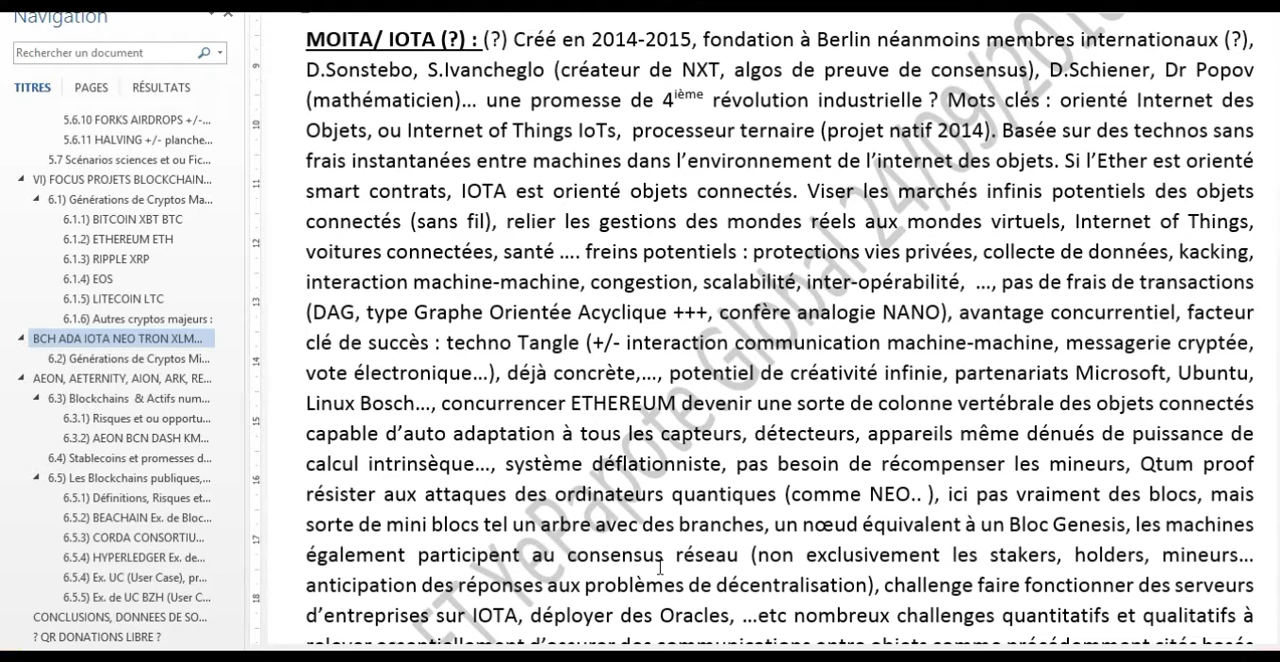 Navigation
Rechercher un document
TITRES PAGES RÉSULTATS
5.6.10 FORKS AIRDROPS +/-...
5.6.11 HALVING +/- planche...
5.7 Scénarios sciences et ou Fic...
VI) FOCUS PROJETS BLOCKCHAIN...
6.1) Générations de Cryptos Ma...
6.1.1) BITCOIN XBT BTC
6.1.2) ETHEREUM ETH
6.1.3) RIPPLE XRP
6.1.4) EOS
6.1.5) LITECOIN LTC
6.1.6) Autres cryptos majeurs :
BCH ADA IOTA NEO TRON XLM...
6.2) Générations de Cryptos Mi...
AEON, AETERNITY, AION, ARK, RE...
6.3) Blockchains & Actifs num...
6.3.1) Risques et ou opportu...
6.3.2) AEON BCN DASH KM...
6.4) Stablecoins et promesses d...
6.5) Les Blockchains publiques,...
6.5.1) Définitions, Risques et...
6.5.2) BEACHAIN Ex. de Bloc...
6.5.3) CORDA CONSORTIU...
6.5.4) HYPERLEDGER Ex. de...
6.5.4) Ex. UC (User Case), pr...
6.5.5) Ex. de UC BZH (User C...
CONCLUSIONS, DONNEES DE SO...
? QR DONATIONS LIBRE ?
9
10
11
12
13
14
15
16
17
18
MOITA/ IOTA (?) : (?) Créé en 2014-2015, fondation à Berlin néanmoins membres internationaux (?),
D.Sonstebo, S.Ivancheglo (créateur de NXT, algos de preuve de consensus), D.Schiener, Dr Popov
(mathématicien)... une promesse de 4ième révolution industrielle ? Mots clés : orienté Internet des
Objets, ou Internet of Things IoTs, processeur ternaire (projet natif 2014). Basée sur des technos sans
frais instantanées entre machines dans l'environnement de l'internet des objets. Si l'Ether est orienté
smart contrats, IOTA est orienté objets connectés. Viser les marchés infinis potentiels des objets
connectés (sans fil), relier les gestions des mondes réels aux mondes virtuels, Internet of Things,
voitures connectées, santé .... freins potentiels : protections vies privées, collecte de données, kacking,
interaction machine-machine, congestion, scalabilité, inter-opérabilité, ..., pas de frais de transactions
(DAG, type Graphe Orientée Acyclique +++, confère analogie NANO), avantage concurrentiel, facteur
clé de succès : techno Tangle (+/- interaction communication machine-machine, messagerie cryptée,
vote électronique...), déjà concrète,..., potentiel de créativité infinie, partenariats Microsoft, Ubuntu,
Linux Bosch..., concurrencer ETHEREUM devenir une sorte de colonne vertébrale des objets connectés
capable d'auto adaptation à tous les capteurs, détecteurs, appareils même dénués de puissance de
calcul intrinsèque..., système déflationniste, pas besoin de récompenser les mineurs, Qtum proof
résister aux attaques des ordinateurs quantiques (comme NEO.. ), ici pas vraiment des blocs, mais
sorte de mini blocs tel un arbre avec des branches, un nœud équivalent à un Bloc Genesis, les machines
également participent au consensus réseau (non exclusivement les stakers, holders, mineurs...
anticipation des réponses aux problèmes de décentralisation), challenge faire fonctionner des serveurs
d'entreprises sur IOTA, déployer des Oracles, ...etc nombreux challenges quantitatifs et qualitatifs à
relever essentiellement d'assurer des communications entre objets comme précédemment cités basés